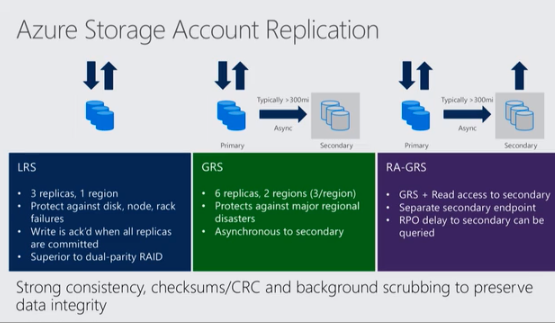 Azure Storage Account Replication
Typically >300mi
Async
Primary
Secondary
Typically >300mi
Async
Primary
Secondary
LRS
• 3 replicas, 1 region
• Protect against disk, node, rack
failures
• Write is ack'd when all replicas
are committed
• Superior to dual-parity RAID
GRS
• 6 replicas, 2 regions (3/region)
• Protects against major regional
disasters
• Asynchronous to secondary
RA-GRS
• GRS + Read access to secondary
• Separate secondary endpoint
• RPO delay to secondary can be
queried
Strong consistency, checksums/CRC and background scrubbing to preserve
data integrity